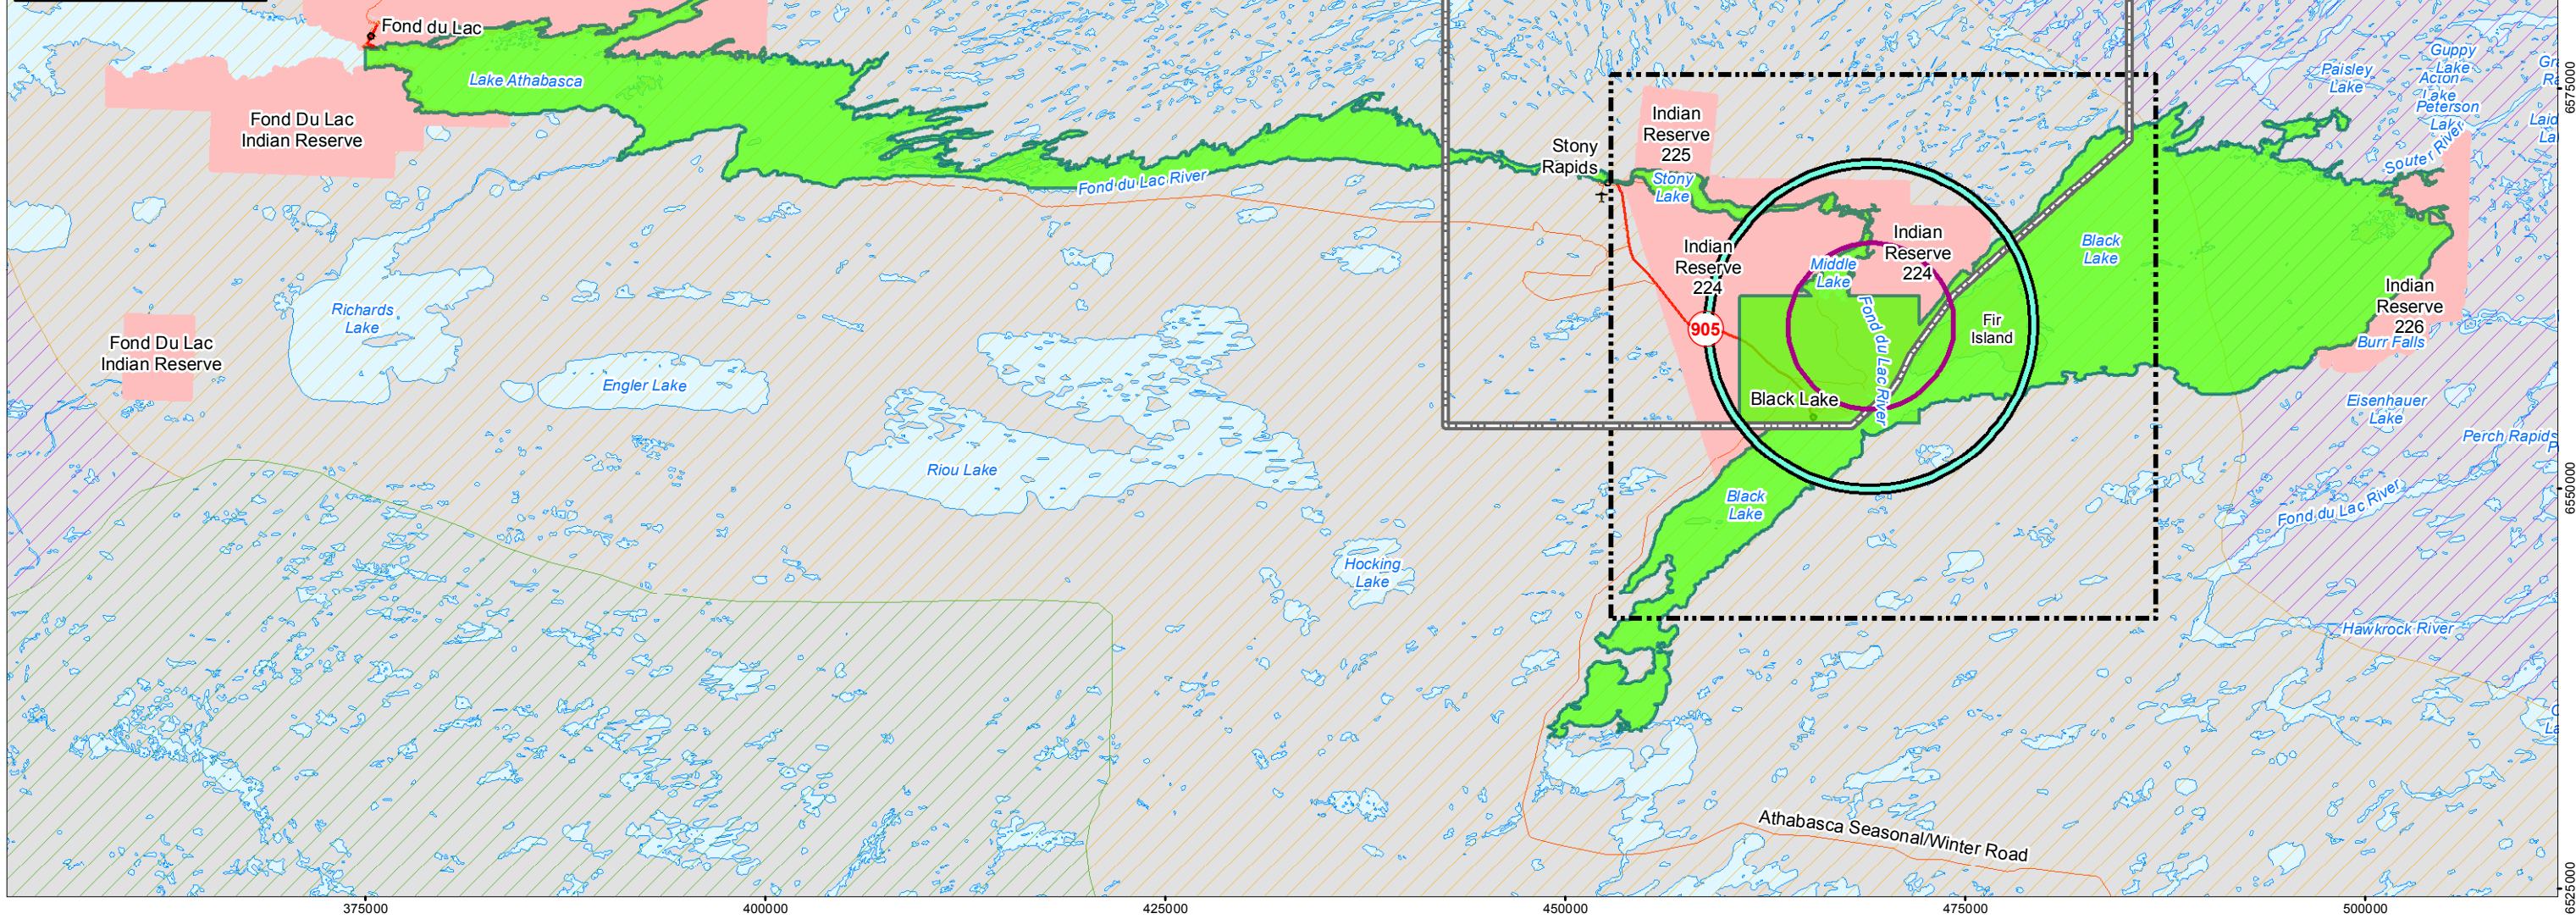 Fond du Lac
Lake Athabasca
Fond Du Lac
Indian Reserve
Fond du Lac River
Stony
Rapids
Indian
Reserve
225
Stony
Lake
Guppy
Lake
Paisley
Lake
Acton
Lake
Peterson
Lake
Souter River
6575000
Indian
Reserve
224
Middle
Lake
Indian
Reserve
224
Black
Lake
Richards
Lake
Fond Du Lac
Indian Reserve
Engler Lake
905
Fond du Lac River
Fir
Island
Indian
Reserve
226
Burr Falls
Black Lake
Eisenhauer
Lake
Perch Rapids
Riou Lake
Black
Lake
Fond du Lac River
6550000
Hocking
Lake
Hawkrock River
Athabasca Seasonal/Winter Road
6525000
375000
400000
425000
450000
475000
500000